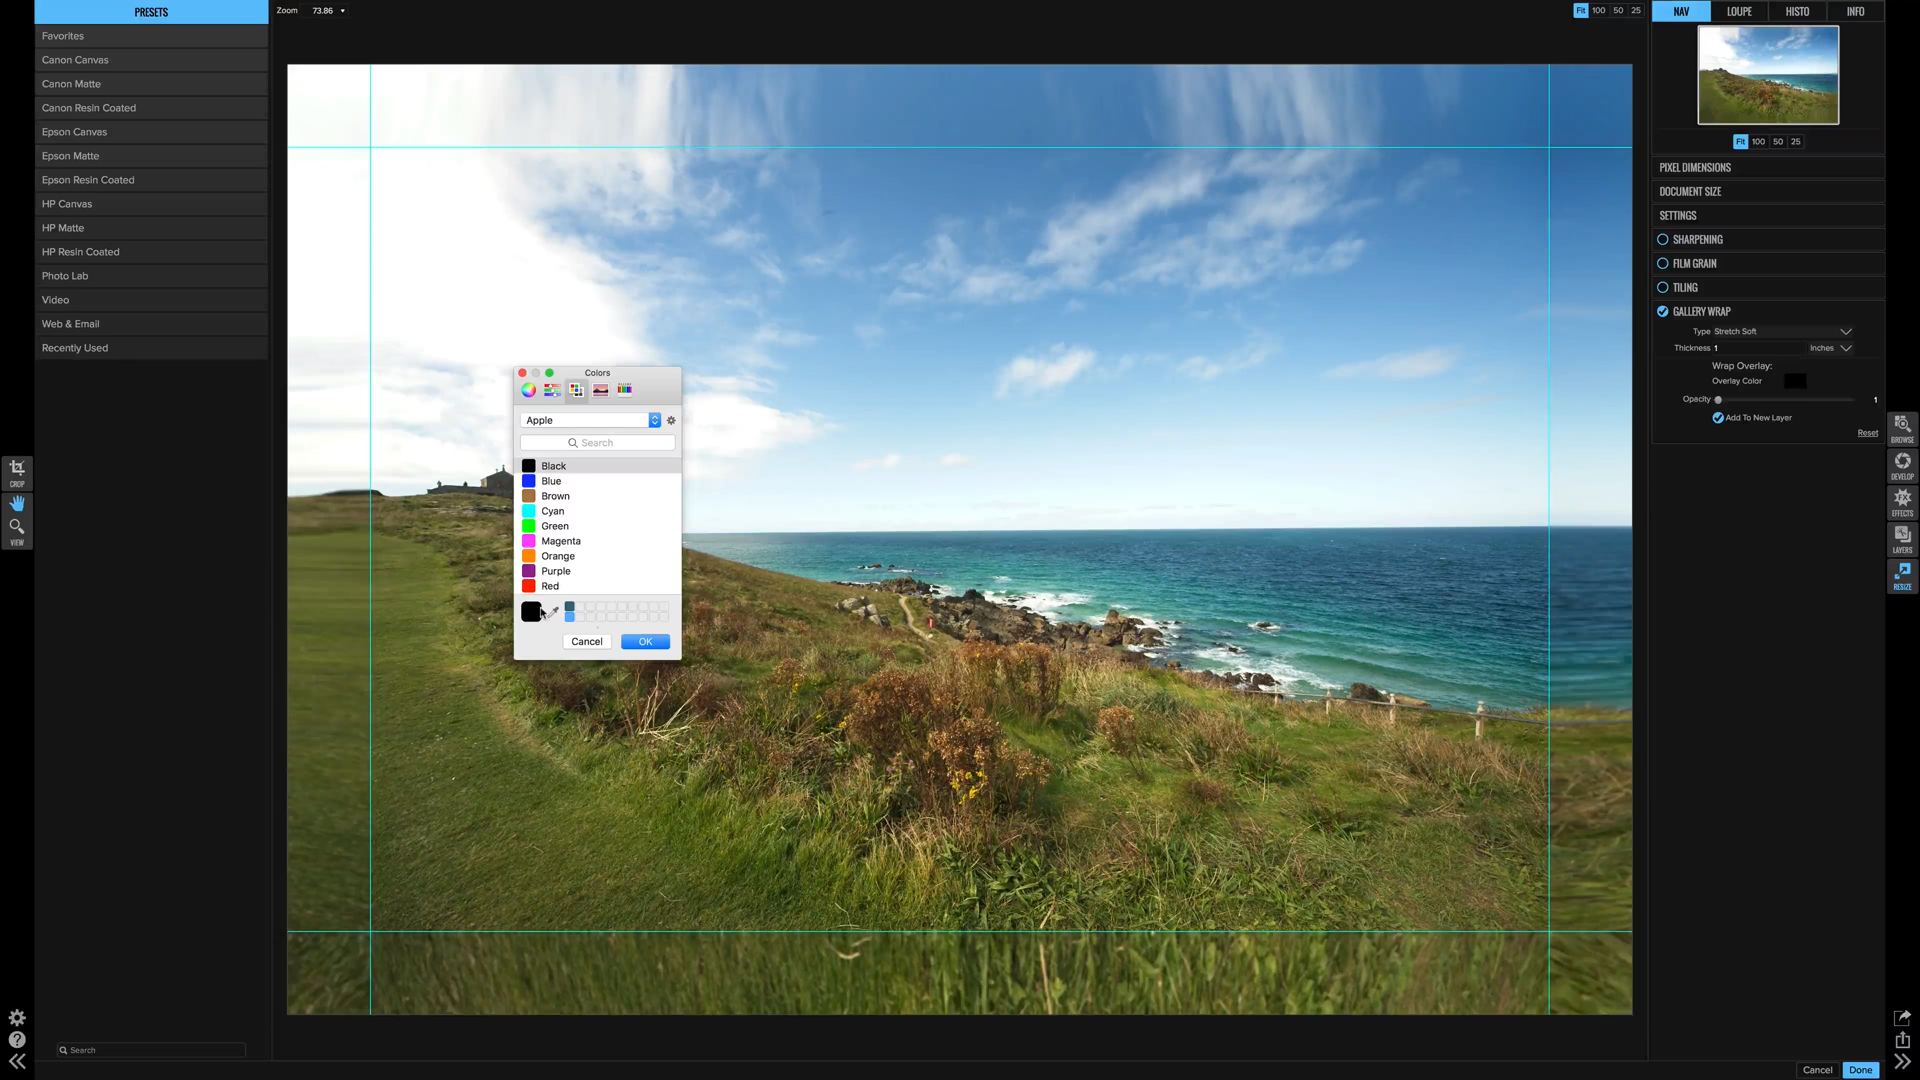 PRESETS
Favorites
Canon Canvas
Canon Matte
Canon Resin Coated
Epson Canvas
Epson Matte
Epson Resin Coated
HP Canvas
HP Matte
HP Resin Coated
Photo Lab
Video
Web & Email
Recently Used
Search
CROP
VIEW
Zoom 73.86
Fit 100 50 25
Colors
Apple
Search
Black
Blue
Brown
Cyan
Green
Magenta
Orange
Purple
Red
Cancel OK
NAV LOUPE HISTO INFO
Fit 100 50 25
PIXEL DIMENSIONS
DOCUMENT SIZE
SETTINGS
SHARPENING
FILM GRAIN
TILING
GALLERY WRAP
Type Stretch Soft
Thickness 1 Inches
Wrap Overlay:
Overlay Color
Opacity 1
Add To New Layer
Reset
BROWSE
DEVELOP
EX
EFFECTS
LAYERS
RESIZE
Cancel Done